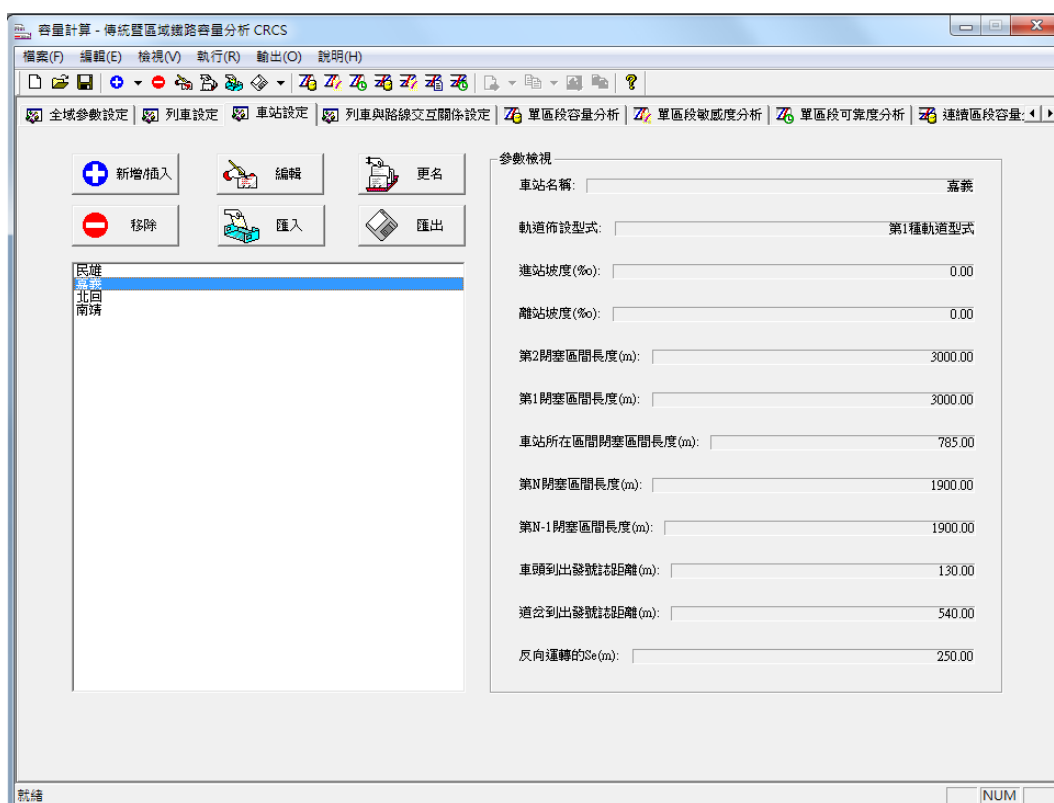 容量計算 - 傳統暨區域鐵路容量分析 CRCS
檔案(F) 編輯(E) 檢視(V) 執行(R) 輸出(O) 說明(H)
全域參數設定 列車設定 車站設定 列車與路線交互關係設定 單區段容量分析 單區段敏感度分析 單區段可靠度分析 連續區段容量
新增/插入 編輯 更名
移除 匯入 匯出
民雄
嘉義
北回
南靖
參數檢視
車站名稱: 嘉義
軌道佈設型式: 第1種軌道型式
進站坡度(‰): 0.00
離站坡度(‰): 0.00
第2閉塞區間長度(m): 3000.00
第1閉塞區間長度(m): 3000.00
車站所在區間閉塞區間長度(m): 785.00
第N閉塞區間長度(m): 1900.00
第N-1閉塞區間長度(m): 1900.00
車頭到出發號誌距離(m): 130.00
道岔到出發號誌距離(m): 540.00
反向運轉的Se(m): 250.00
就緒 NUM